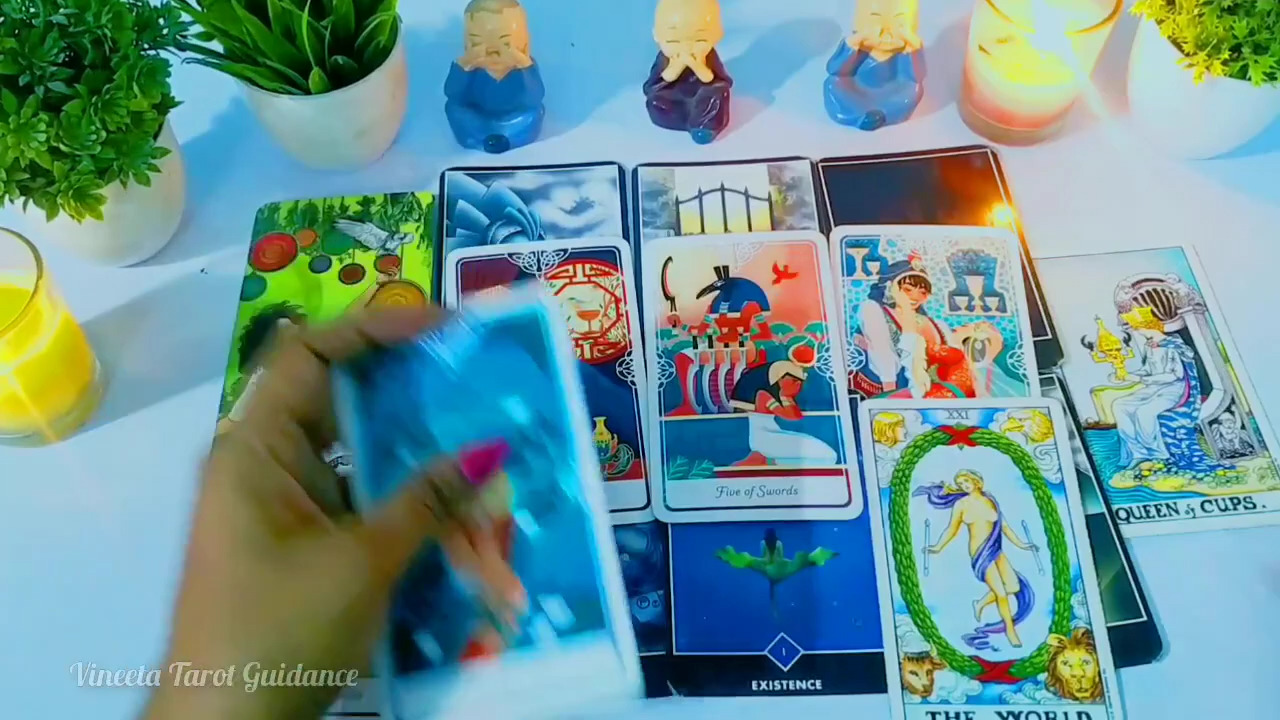 Five of Swords
XXI
QUEEN of CUPS.
I
EXISTENCE
THE WORLD
Vineeta Tarot Guidance